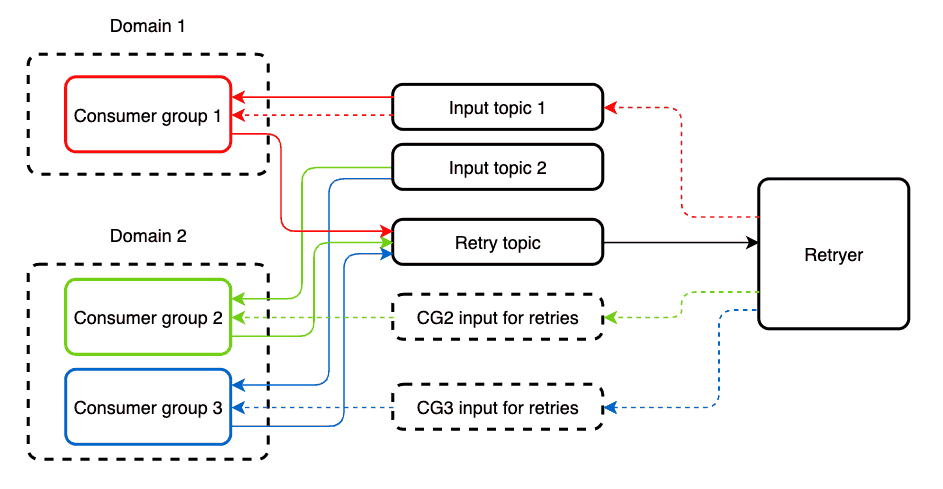 Domain 1
Consumer group 1
Input topic 1
Input topic 2
Domain 2
Retry topic
Retryer
Consumer group 2
CG2 input for retries
Consumer group 3
CG3 input for retries